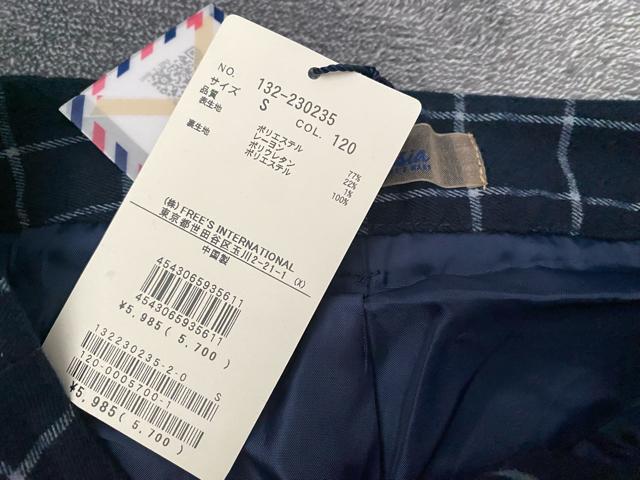 NO. 132-230235
サイズ S COL. 120
品質
表生地 ポリエステル 77%
レーヨン 22%
ポリウレタン 1%
裏生地 ポリエステル 100%
(株) FREE'S INTERNATIONAL
東京都世田谷区玉川2-21-1 (X)
中国製
4543065935611
4543065935611
¥5,985( 5,700)
132230235-2-0 S
120-0005700-1
¥5,985( 5,700)